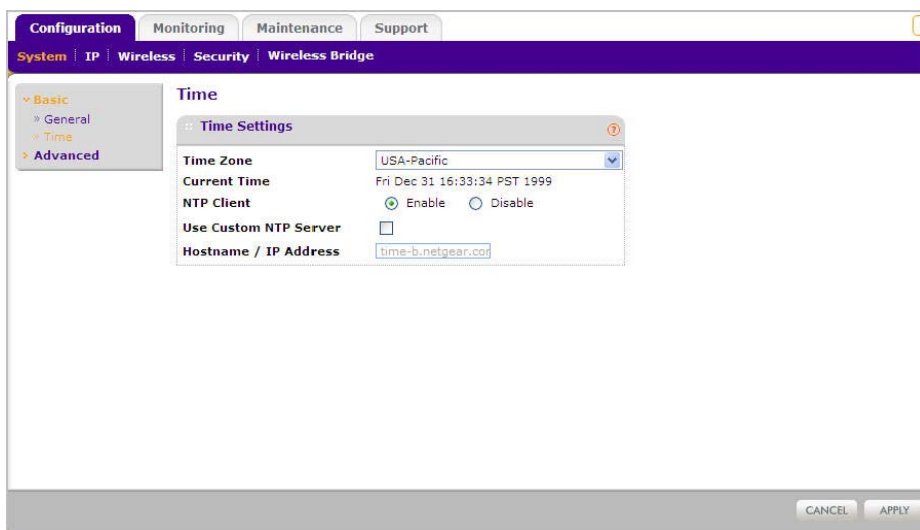 Configuration Monitoring Maintenance Support
System IP Wireless Security Wireless Bridge
Basic
» General
» Time
Advanced
Time
Time Settings
?
Time Zone USA-Pacific
Current Time Fri Dec 31 16:33:34 PST 1999
NTP Client Enable Disable
Use Custom NTP Server
Hostname / IP Address time-b.netgear.cor
CANCEL APPLY